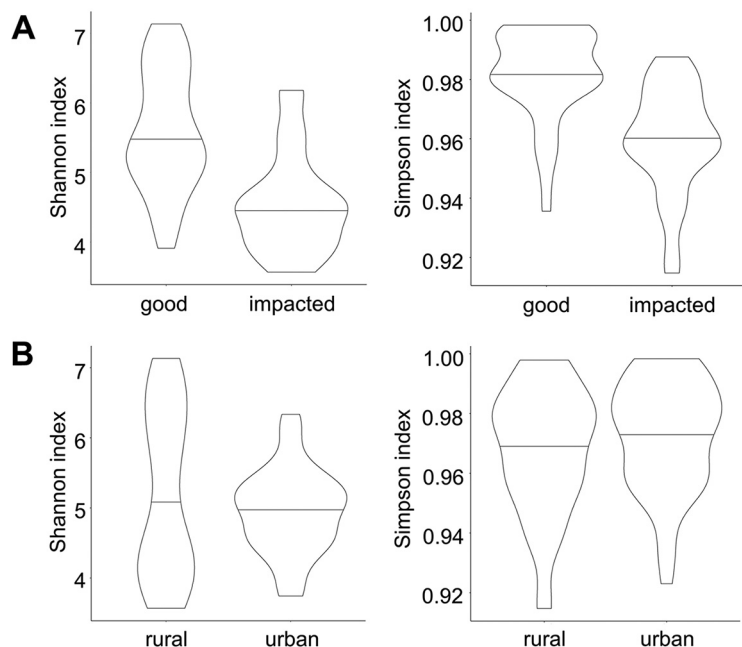 A
Shannon index
7
6
5
4
good impacted
Simpson index
1.00
0.98
0.96
0.94
0.92
good impacted
B
Shannon index
7
6
5
4
rural urban
Simpson index
1.00
0.98
0.96
0.94
0.92
rural urban